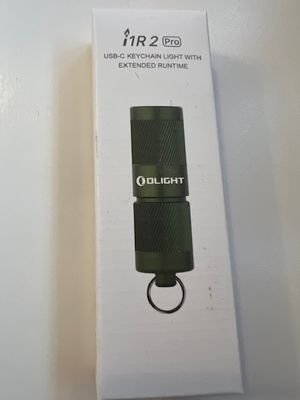 i1R 2 Pro
USB-C KEYCHAIN LIGHT WITH
EXTENDED RUNTIME
OLIGHT